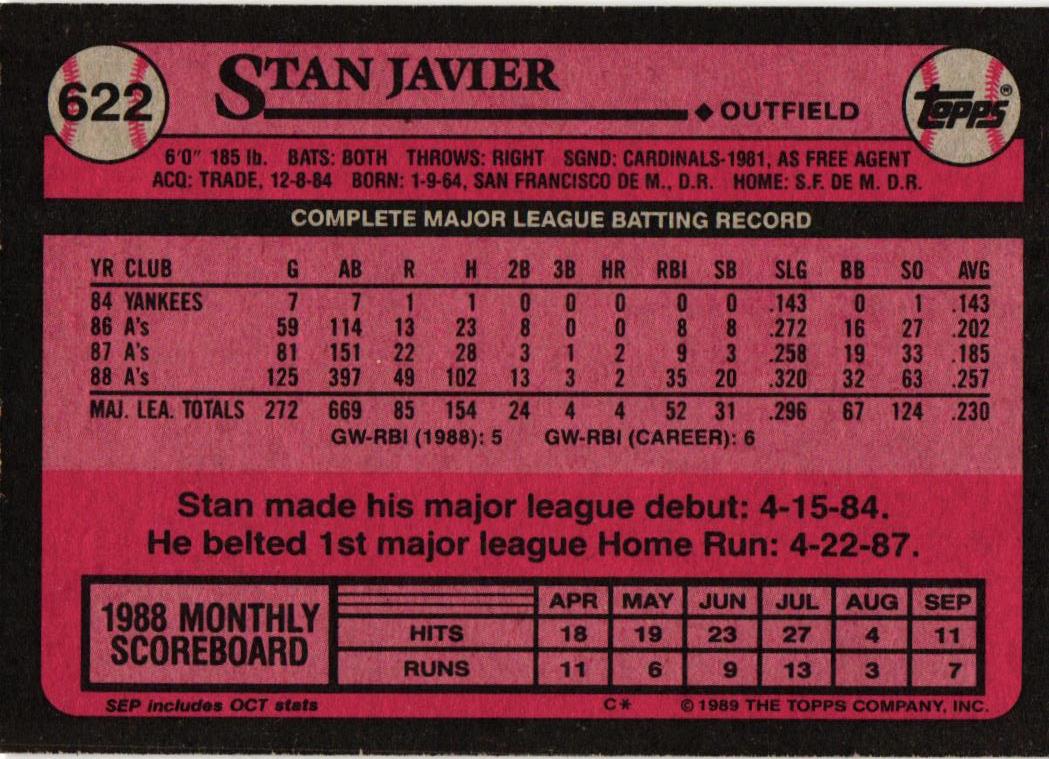 622
STAN JAVIER
◆ OUTFIELD
topps®
6'0" 185 lb. BATS: BOTH THROWS: RIGHT SGND: CARDINALS-1981, AS FREE AGENT
ACQ: TRADE, 12-8-84 BORN: 1-9-64, SAN FRANCISCO DE M., D.R. HOME: S.F. DE M. D.R.
COMPLETE MAJOR LEAGUE BATTING RECORD
YR CLUB G AB R H 2B 3B HR RBI SB SLG BB SO AVG
84 YANKEES 7 7 1 1 0 0 0 0 0 .143 0 1 .143
86 A's 59 114 13 23 8 0 0 8 8 .272 16 27 .202
87 A's 81 151 22 28 3 1 2 9 3 .258 19 33 .185
88 A's 125 397 49 102 13 3 2 35 20 .320 32 63 .257
MAJ. LEA. TOTALS 272 669 85 154 24 4 4 52 31 .296 67 124 .230
GW-RBI (1988): 5 GW-RBI (CAREER): 6
Stan made his major league debut: 4-15-84.
He belted 1st major league Home Run: 4-22-87.
1988 MONTHLY SCOREBOARD
APR MAY JUN JUL AUG SEP
HITS 18 19 23 27 4 11
RUNS 11 6 9 13 3 7
SEP includes OCT stats C* © 1989 THE TOPPS COMPANY, INC.